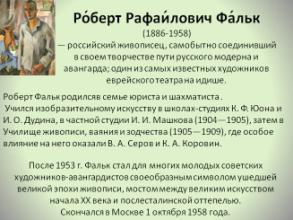 Ро́берт Рафаи́лович Фа́льк
(1886-1958)
— российский живописец, самобытно соединивший
в своем творчестве пути русского модерна и
авангарда; один из самых известных художников
еврейского театра на идише.
Роберт Фальк родился в семье юриста и шахматиста .
Учился изобразительному искусству в школах-студиях К. Ф. Юона и
И. О. Дудина, в частной студии И. И. Машкова (1904—1905), затем в
Училище живописи, ваяния и зодчества (1905—1909), где особое
влияние на него оказали В. А. Серов и К. А. Коровин.
После 1953 г. Фальк стал для многих молодых советских
художников-авангардистов своеобразным символом ушедшей
великой эпохи живописи, мостом между великим искусством
начала XX века и послесталинской оттепелью.
Скончался в Москве 1 октября 1958 года.